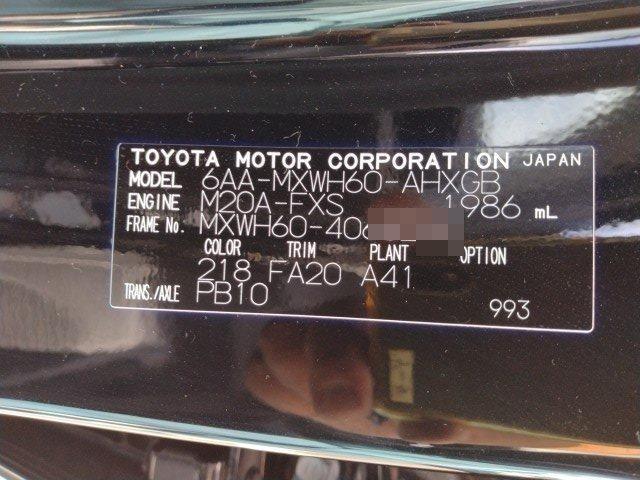 TOYOTA MOTOR CORPORATION JAPAN
MODEL 6AA-MXWH60-AHXGB
ENGINE M20A-FXS 1986 mL
FRAME No. MXWH60-406
COLOR TRIM PLANT OPTION
218 FA20 A41
TRANS./AXLE PB10 993